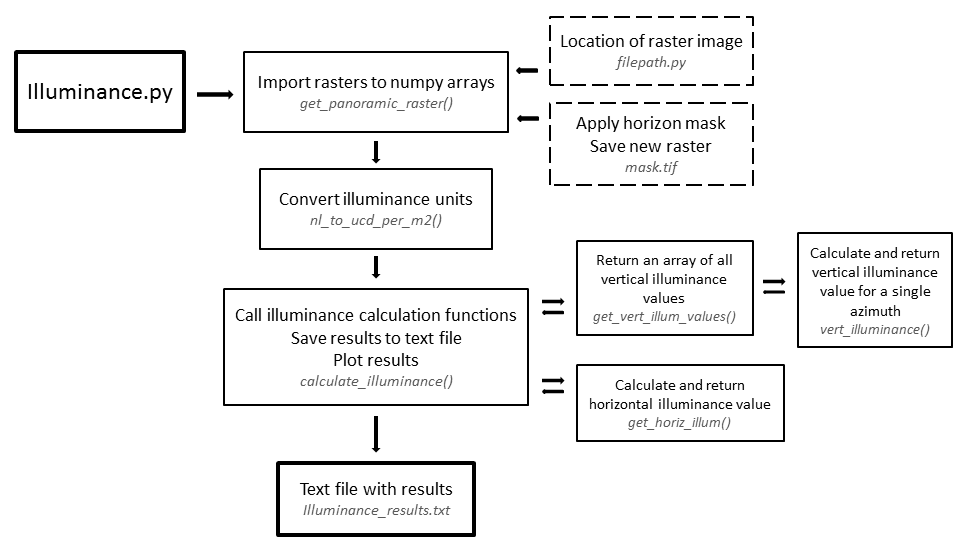 Illuminance.py
Import rasters to numpy arrays
get_panoramic_raster()
Location of raster image
filepath.py
Apply horizon mask
Save new raster
mask.tif
Convert illuminance units
nl_to_ucd_per_m2()
Call illuminance calculation functions
Save results to text file
Plot results
calculate_illuminance()
Return an array of all
vertical illuminance
values
get_vert_illum_values()
Calculate and return
vertical illuminance
value for a single
azimuth
vert_illuminance()
Calculate and return
horizontal illuminance value
get_horiz_illum()
Text file with results
Illuminance_results.txt